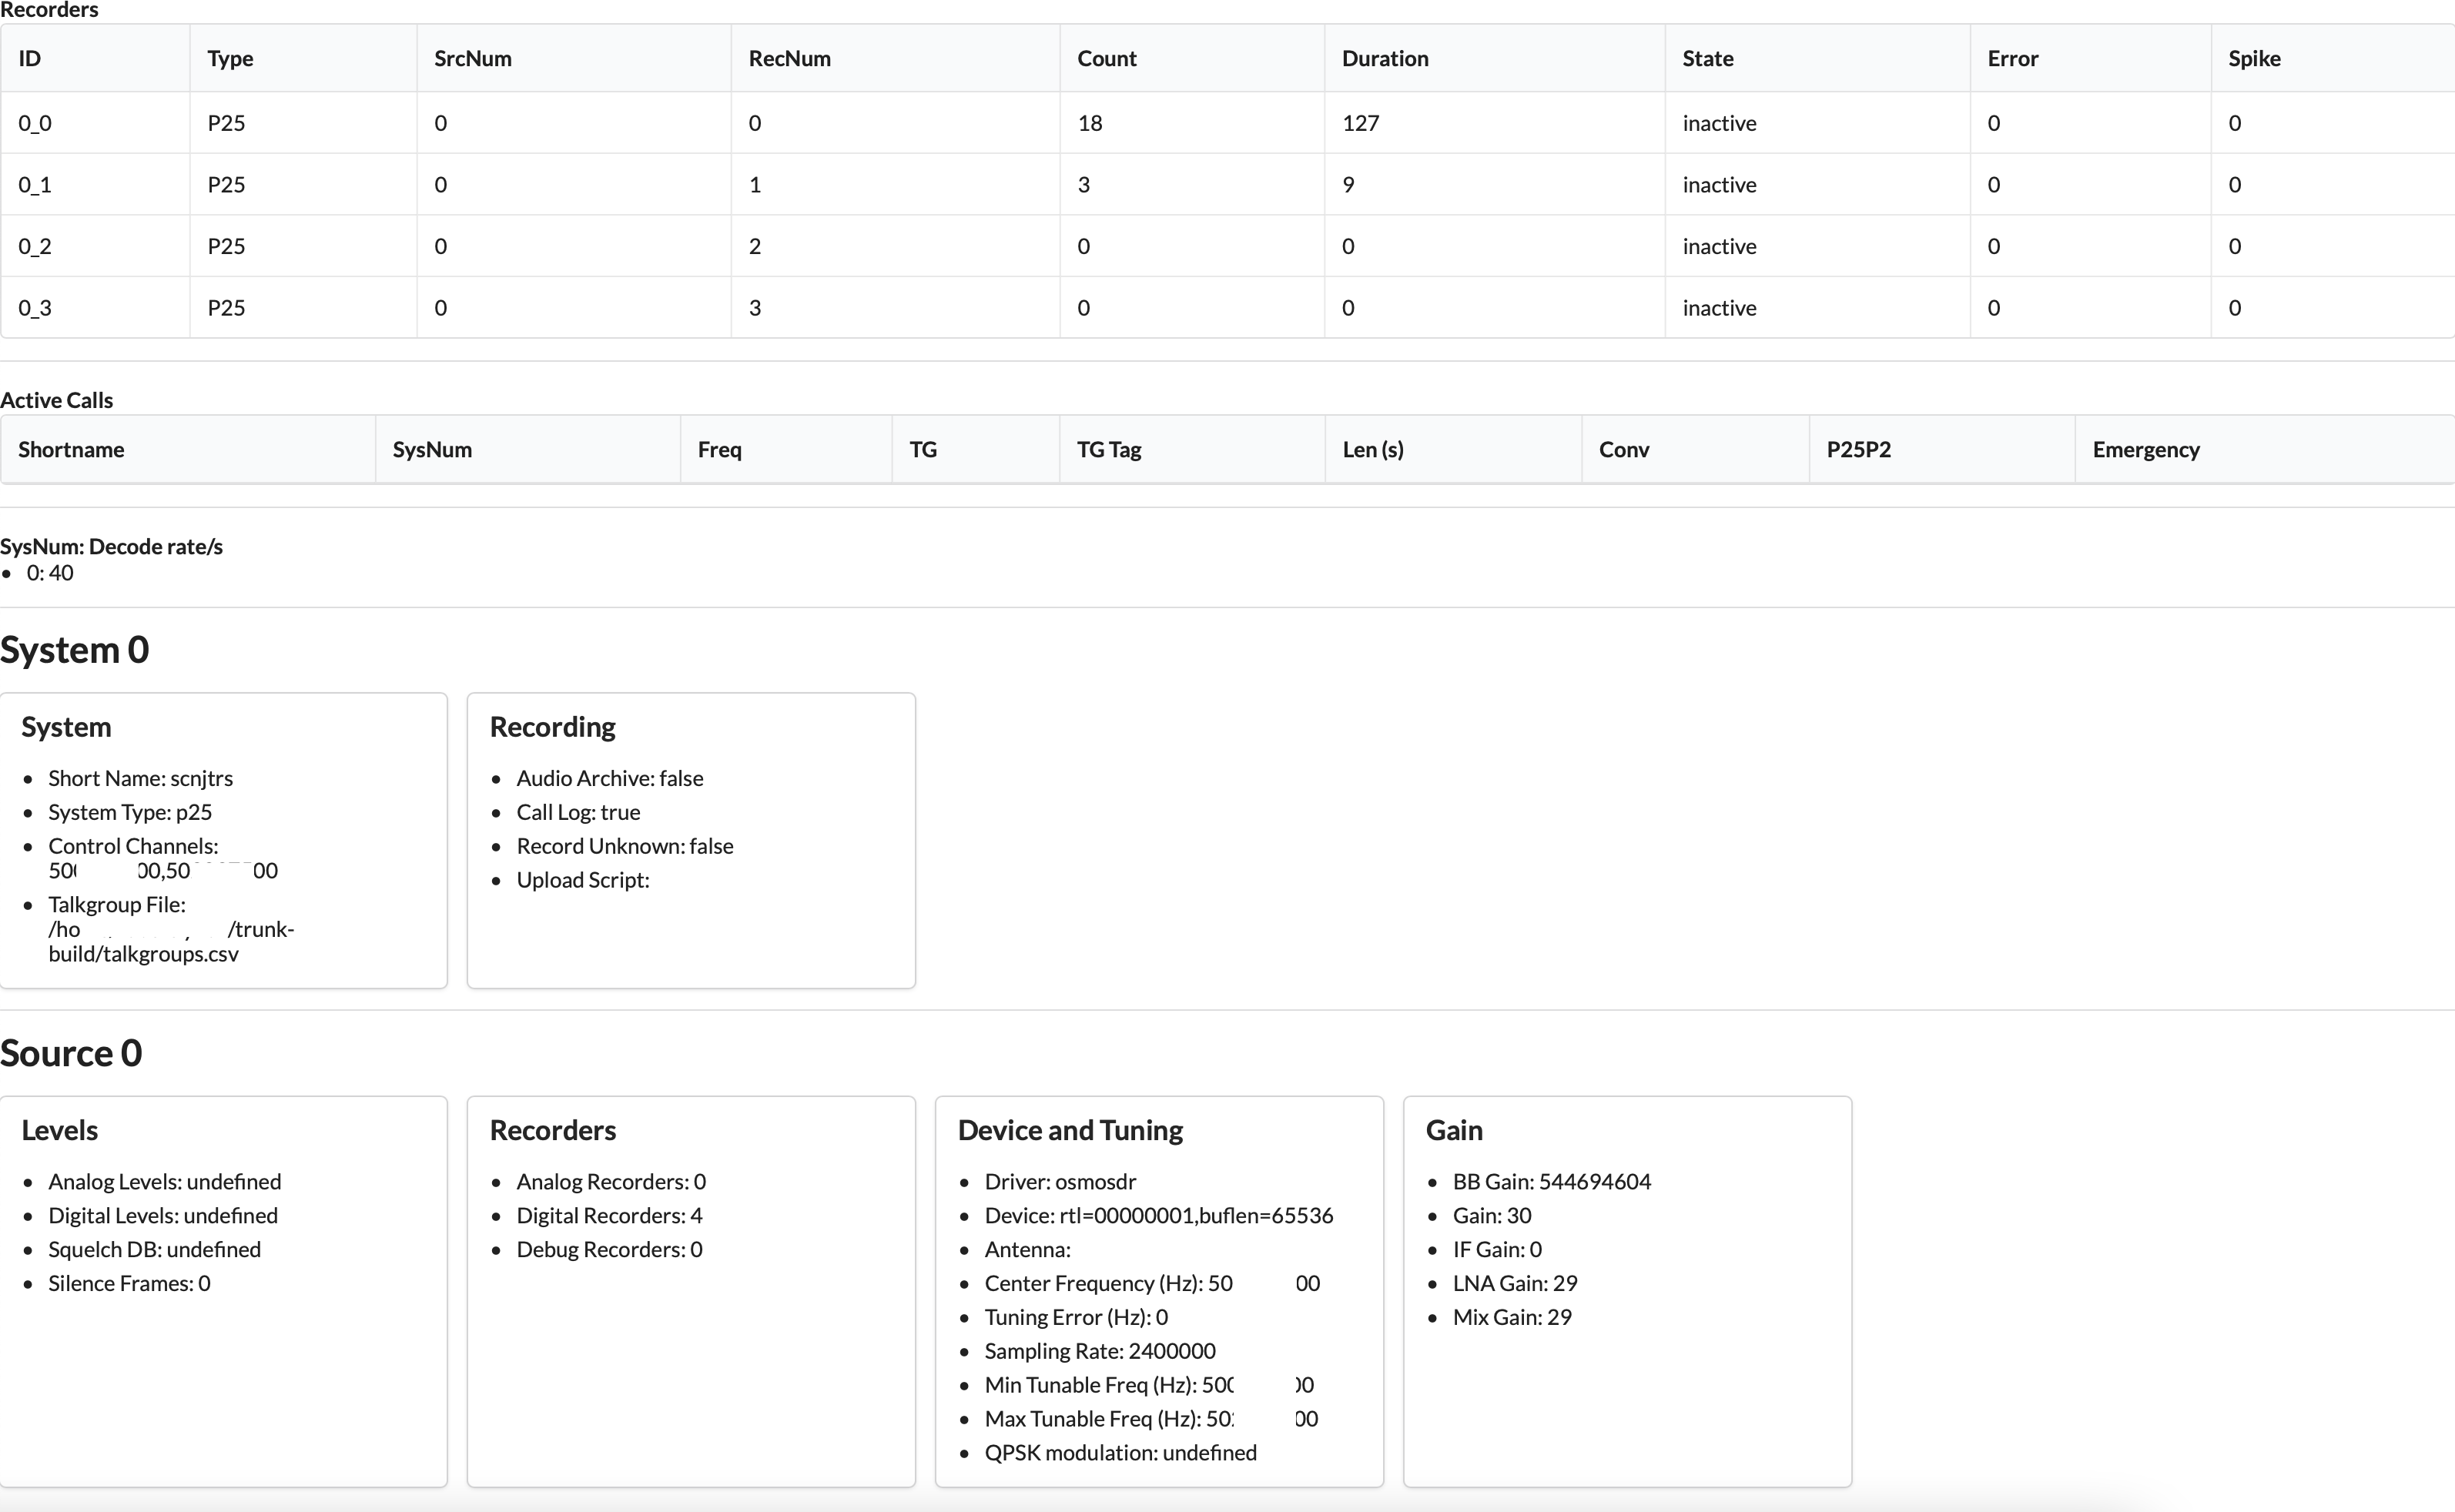 Recorders
ID Type SrcNum RecNum Count Duration State Error Spike
0_0 P25 0 0 18 127 inactive 0 0
0_1 P25 0 1 3 9 inactive 0 0
0_2 P25 0 2 0 0 inactive 0 0
0_3 P25 0 3 0 0 inactive 0 0
Active Calls
Shortname SysNum Freq TG TG Tag Len (s) Conv P25P2 Emergency
SysNum: Decode rate/s
• 0: 40
System 0
System
• Short Name: scnjtrs
• System Type: p25
• Control Channels:
50 00,50 00
• Talkgroup File:
/ho /trunk-
build/talkgroups.csv
Recording
• Audio Archive: false
• Call Log: true
• Record Unknown: false
• Upload Script:
Source 0
Levels
• Analog Levels: undefined
• Digital Levels: undefined
• Squelch DB: undefined
• Silence Frames: 0
Recorders
• Analog Recorders: 0
• Digital Recorders: 4
• Debug Recorders: 0
Device and Tuning
• Driver: osmosdr
• Device: rtl=00000001,buflen=65536
• Antenna:
• Center Frequency (Hz): 50 00
• Tuning Error (Hz): 0
• Sampling Rate: 2400000
• Min Tunable Freq (Hz): 50 0
• Max Tunable Freq (Hz): 50 00
• QPSK modulation: undefined
Gain
• BB Gain: 544694604
• Gain: 30
• IF Gain: 0
• LNA Gain: 29
• Mix Gain: 29